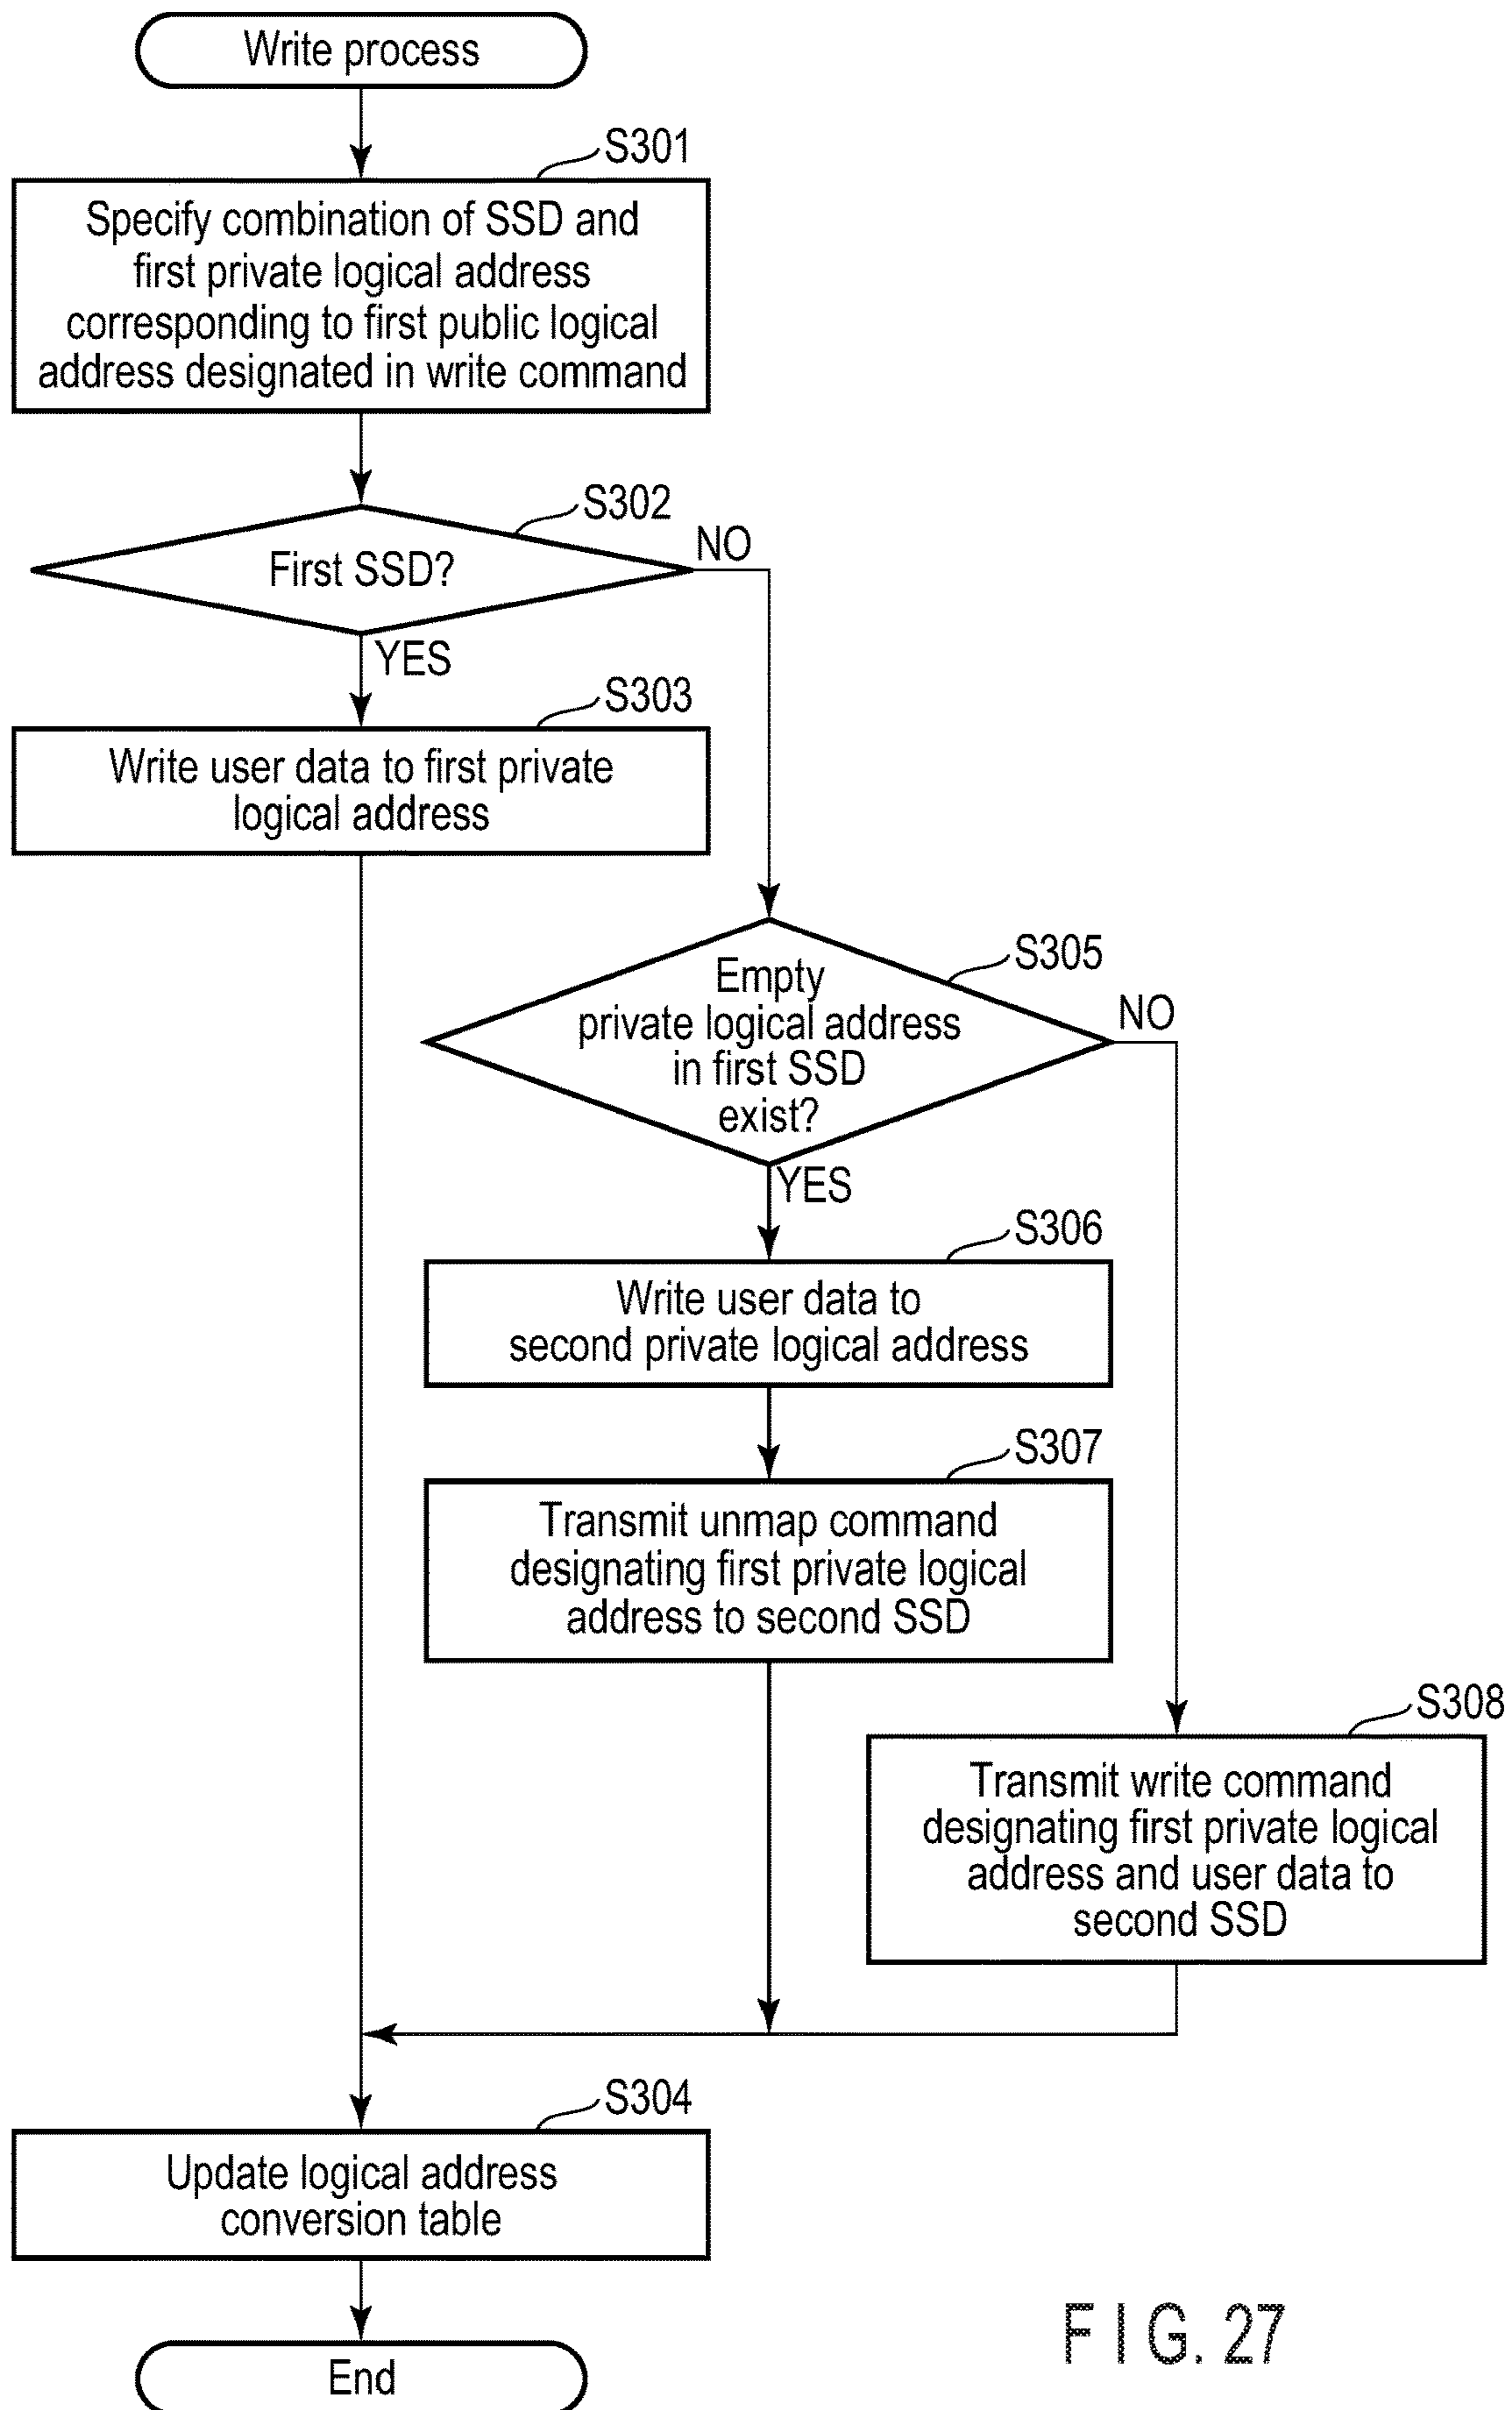 Write process
S301
Specify combination of SSD and
first private logical address
corresponding to first public logical
address designated in write command
S302
First SSD?
NO
YES
S303
Write user data to first private
logical address
S305
Empty
private logical address
in first SSD
exist?
NO
YES
S306
Write user data to
second private logical address
S307
Transmit unmap command
designating first private logical
address to second SSD
S308
Transmit write command
designating first private logical
address and user data to
second SSD
S304
Update logical address
conversion table
End
FIG. 27